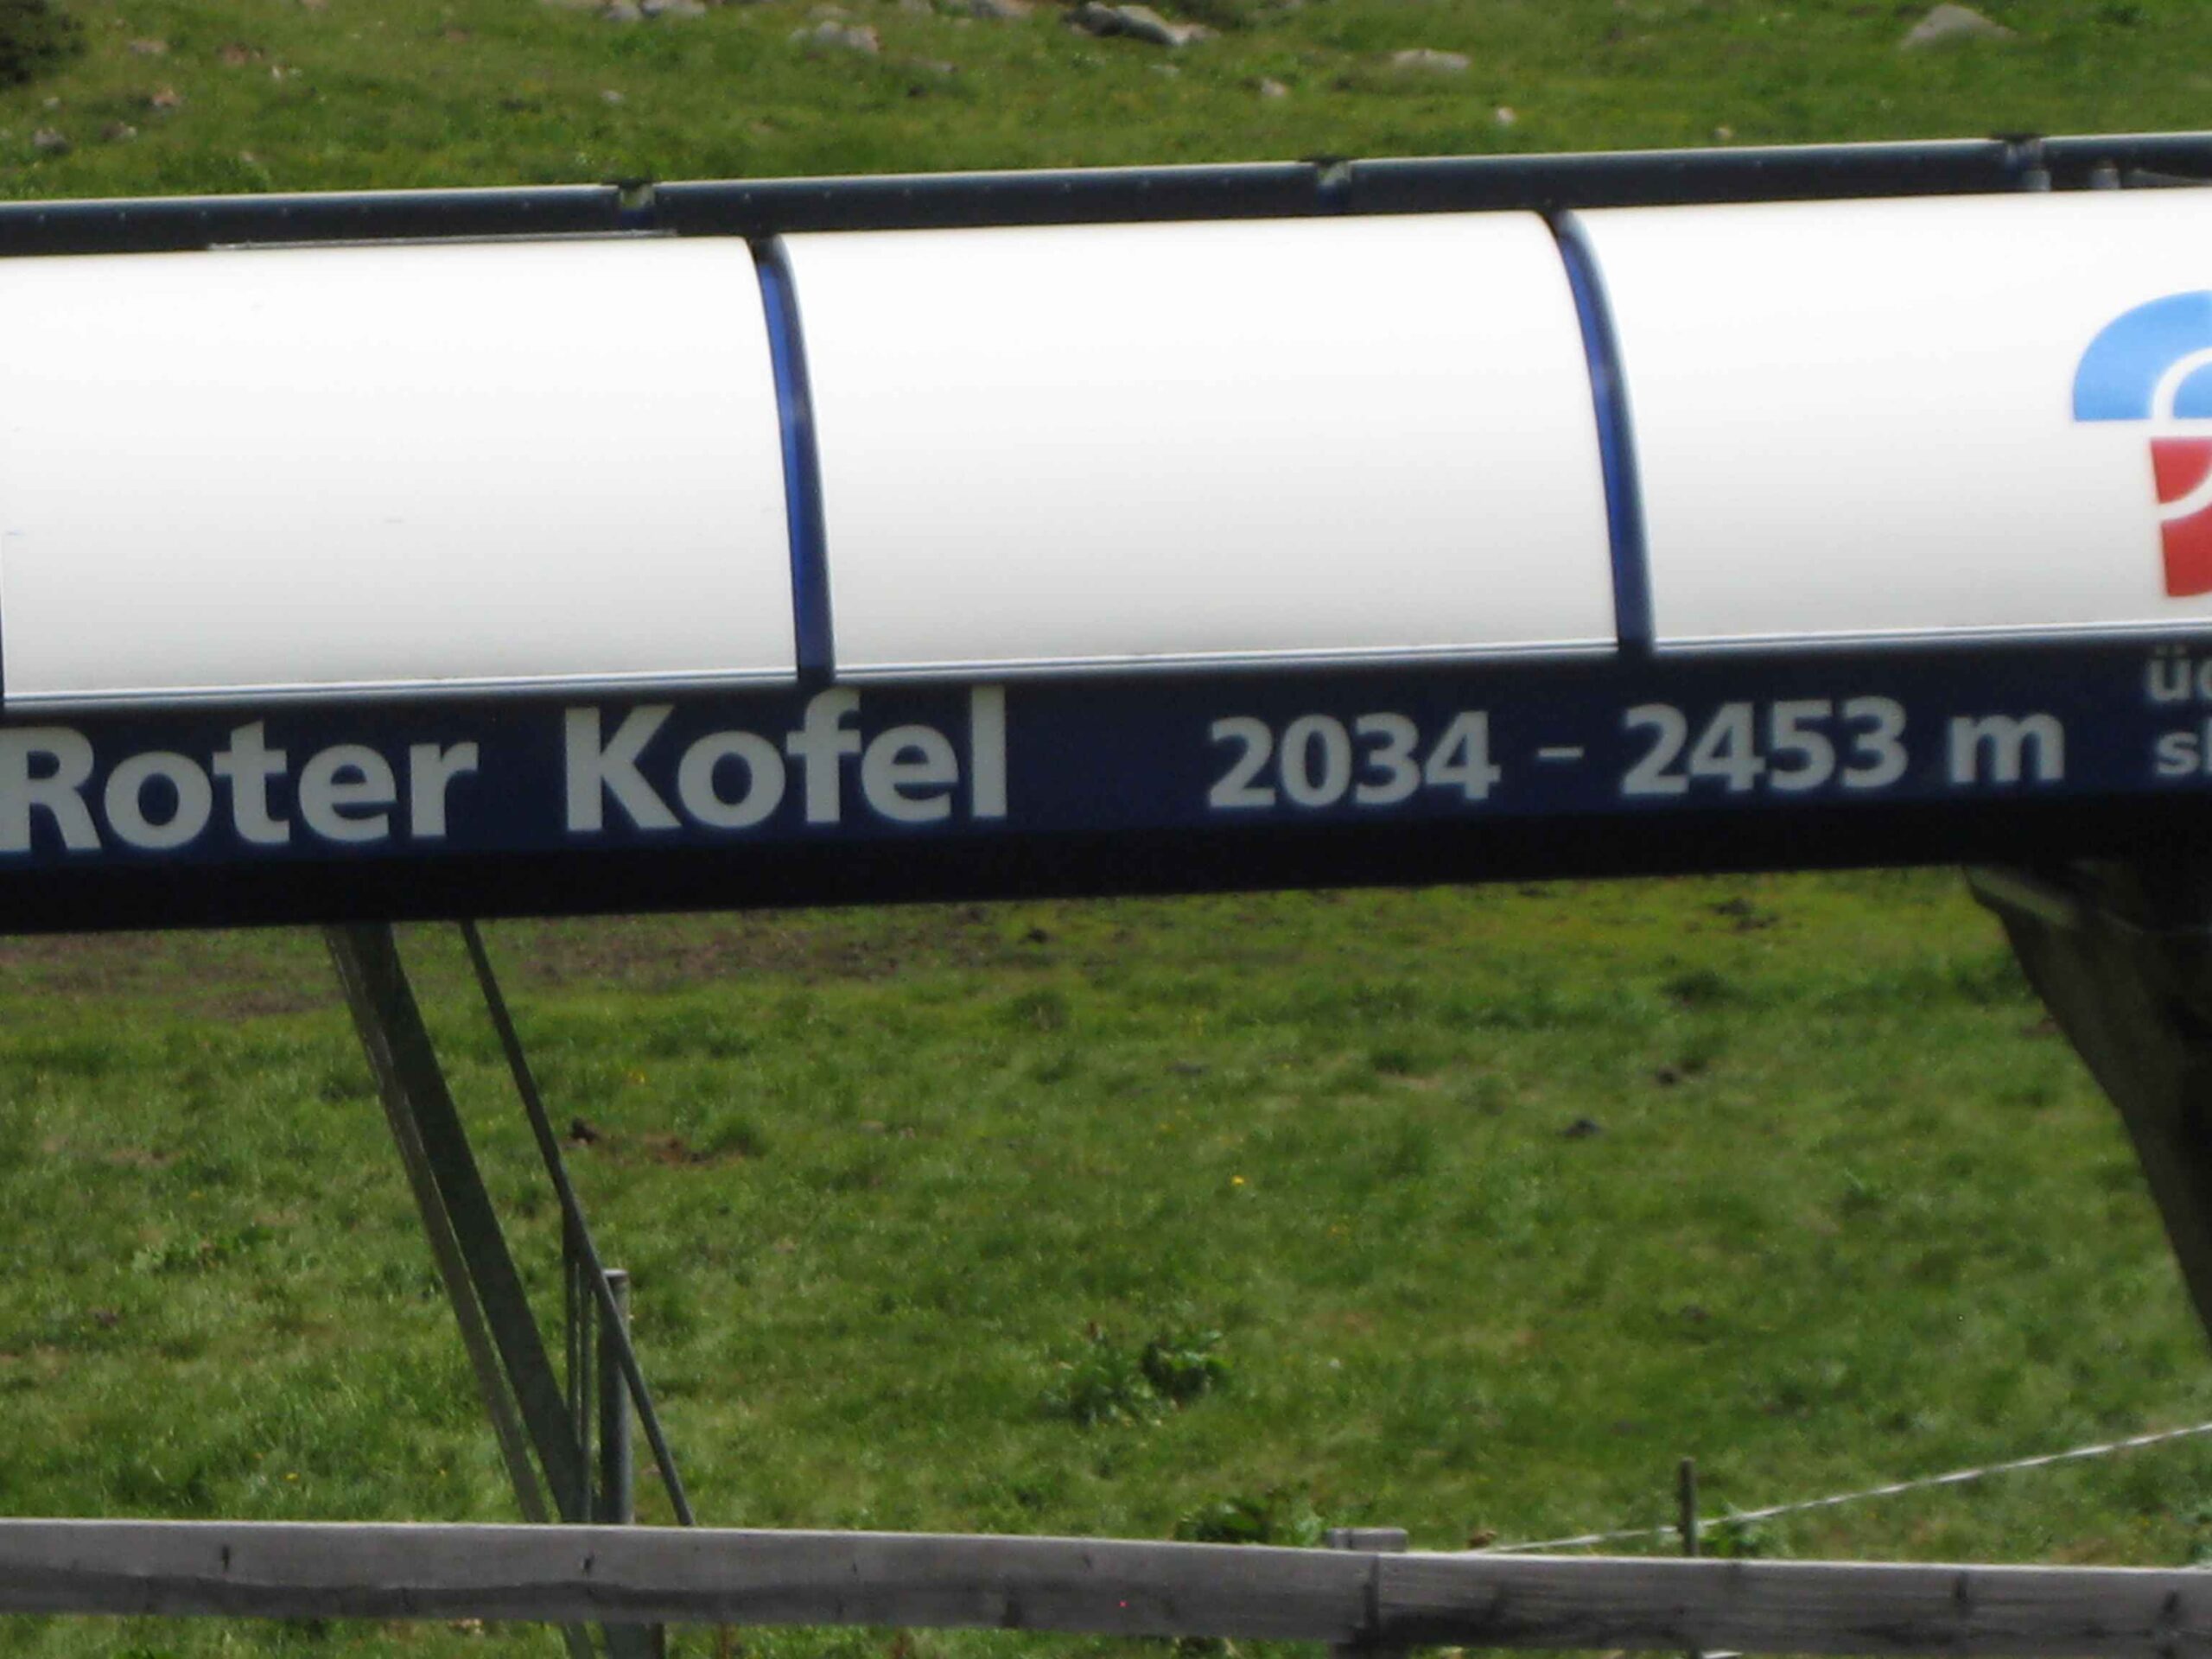 Roter Kofel 2034 – 2453 m